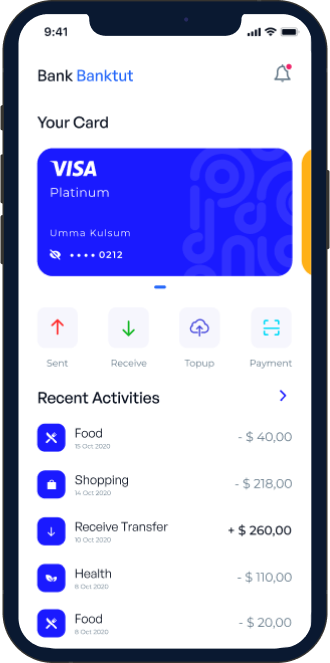 9:41
Bank Banktut
Your Card
VISA
Platinum
Umma Kulsum
•••• 0212
Sent Receive Topup Payment
Recent Activities
Food - $ 40,00
15 Oct 2020
Shopping - $ 218,00
14 Oct 2020
Receive Transfer + $ 260,00
10 Oct 2020
Health - $ 110,00
8 Oct 2020
Food - $ 20,00
8 Oct 2020